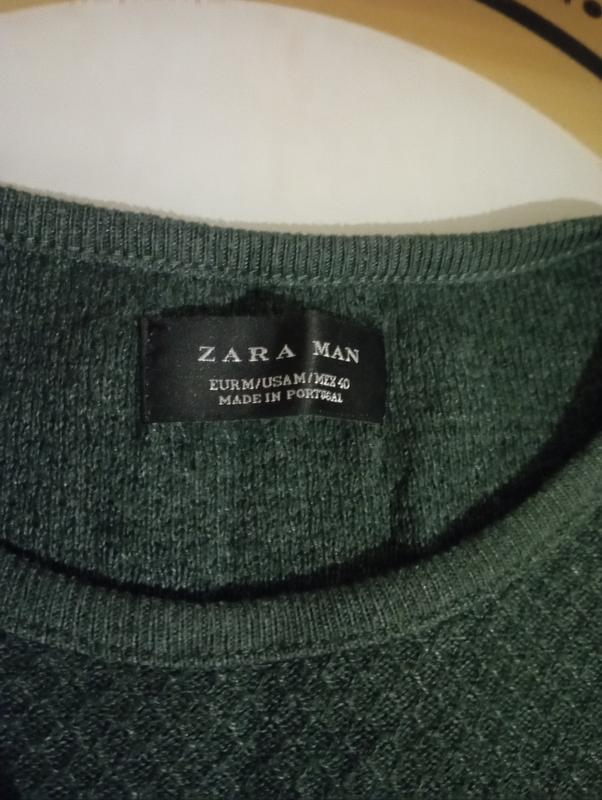 ZARA MAN
EUR M/USA M/MEX 40
MADE IN PORTUGAL